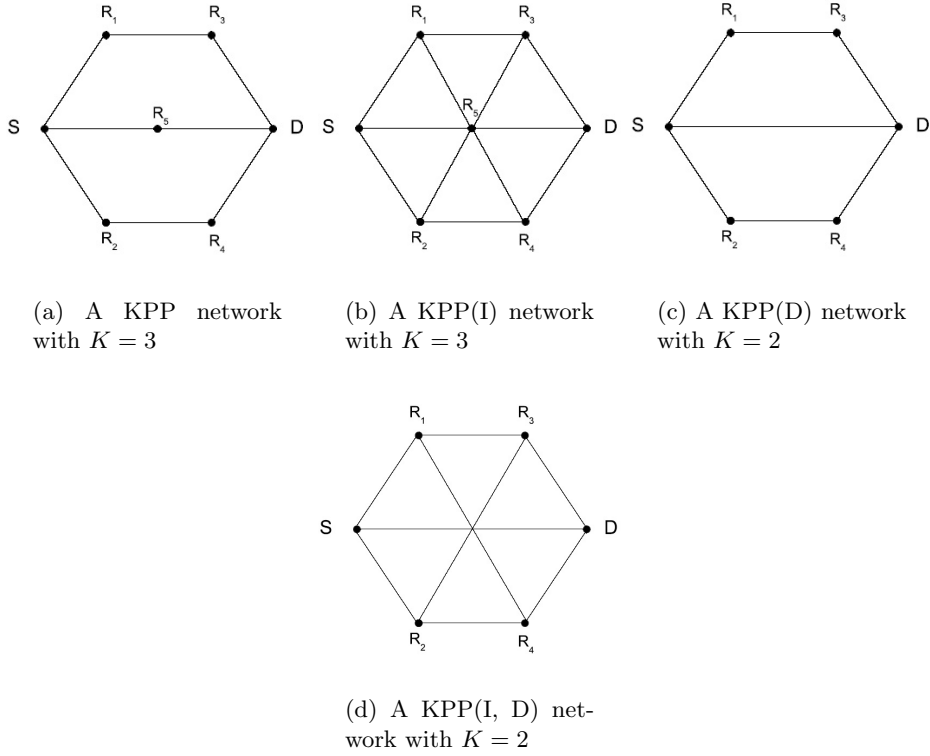 R₁ R₃
S R₅ D
R₂ R₄
(a) A KPP network
with K = 3
R₁ R₃
S R₅ D
R₂ R₄
(b) A KPP(I) network
with K = 3
R₁ R₃
S D
R₂ R₄
(c) A KPP(D) network
with K = 2
R₁ R₃
S D
R₂ R₄
(d) A KPP(I, D) net-
work with K = 2